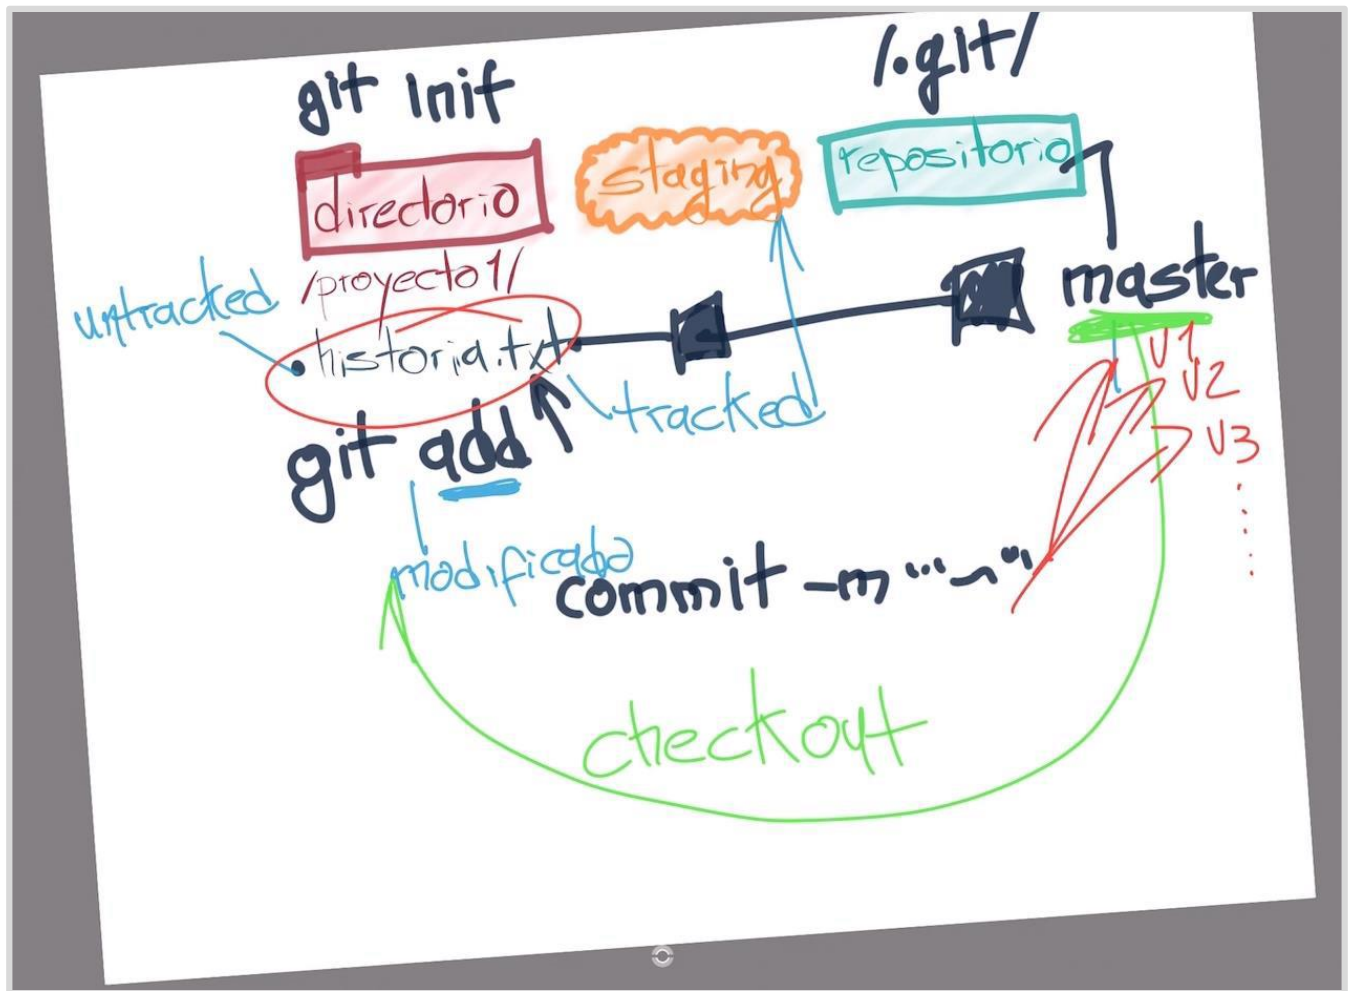 git init
/.git/
directorio
staging
repositorio
/proyecto1/
untracked
master
historia.txt
v1
v2
tracked
v3
git add
modificado
commit -m "
checkout